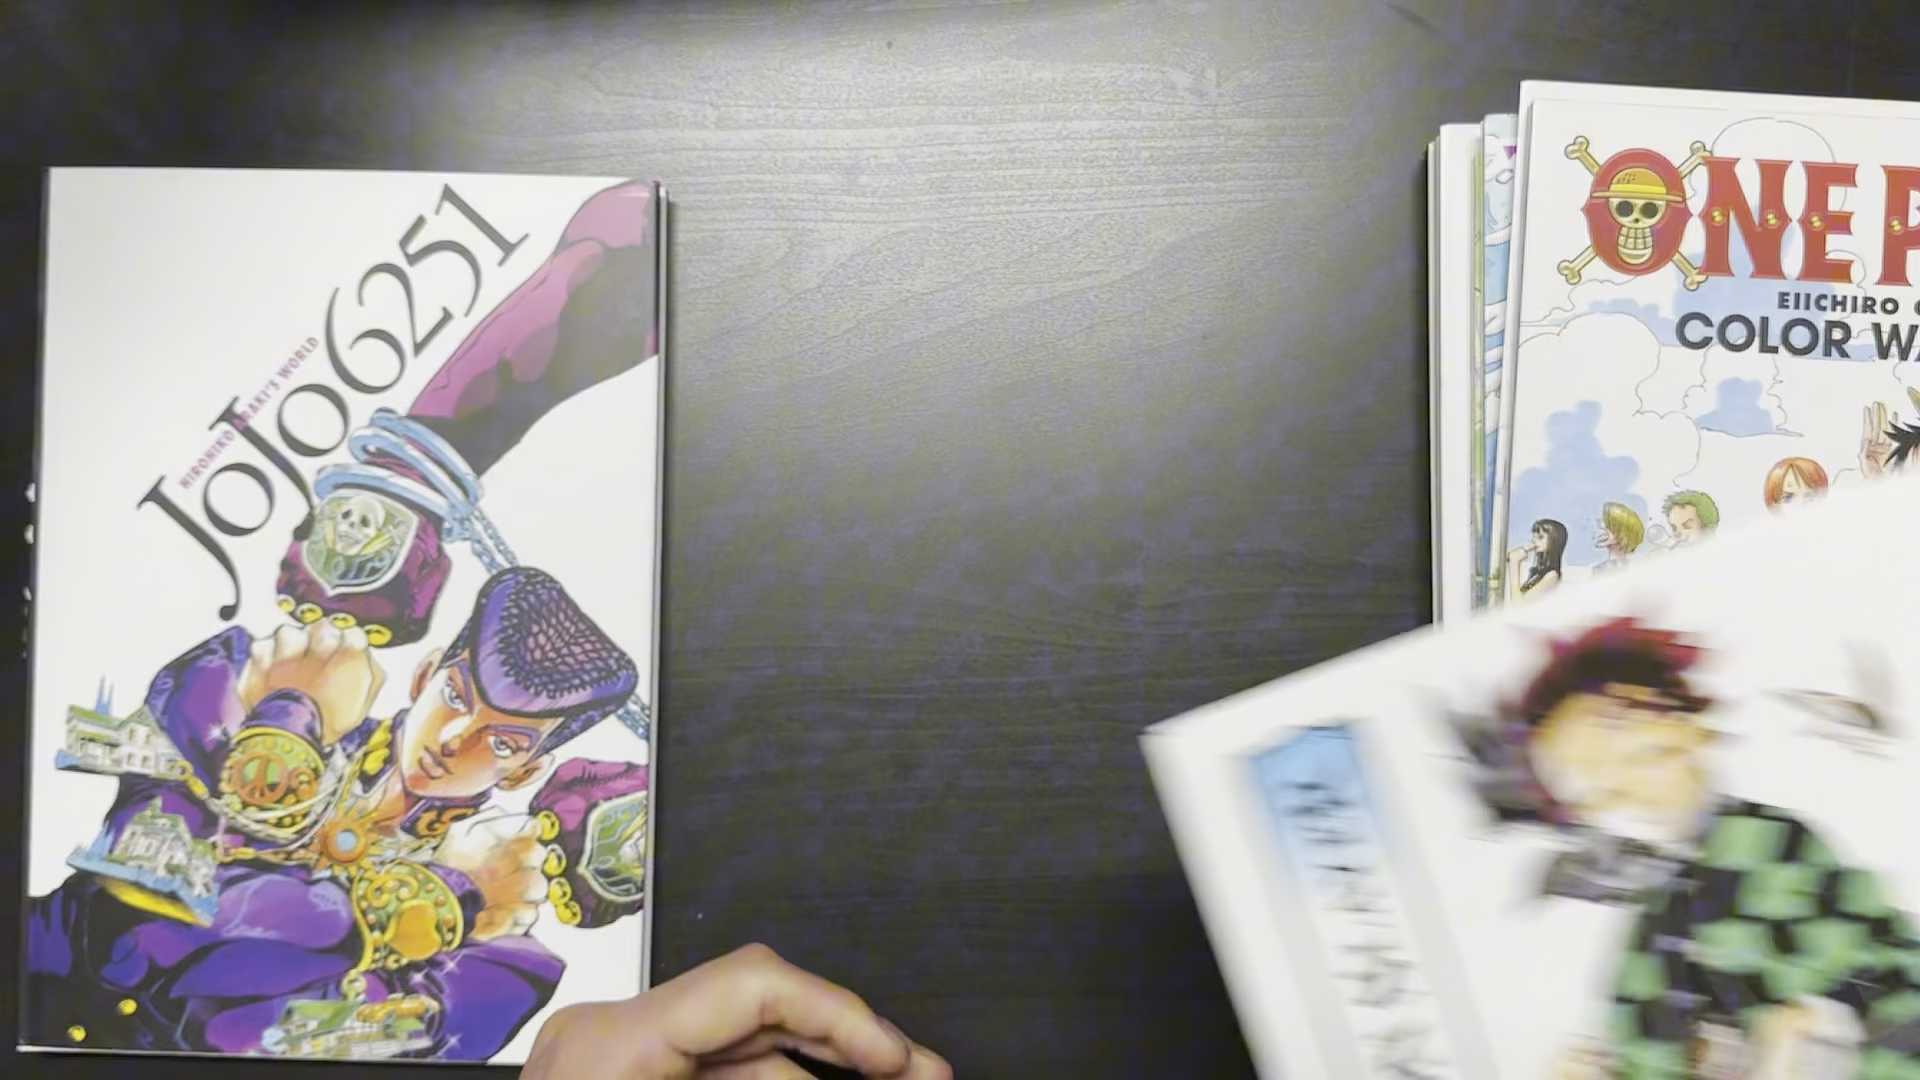 JOJO6251
HIROHIKO ARAKI'S WORLD
ONE P
EIICHIRO
COLOR WA